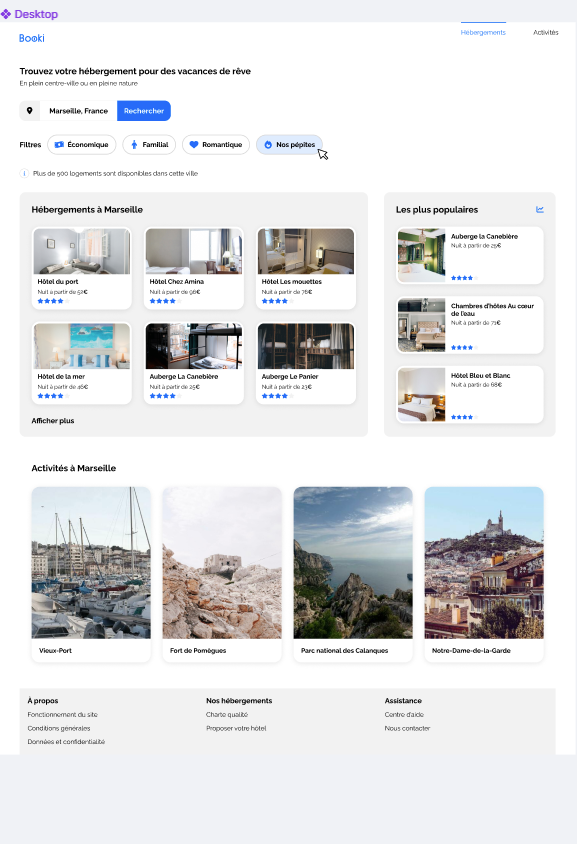 Desktop
Booki
Hébergements
Activités
Trouvez votre hébergement pour des vacances de rêve
En plein centre-ville ou en pleine nature
Marseille, France
Rechercher
Filtres
Économique
Familial
Romantique
Nos pépites
Plus de 500 logements sont disponibles dans cette ville
Hébergements à Marseille
Hôtel du port
Nuit à partir de 52€
Hôtel Chez Amina
Nuit à partir de 96€
Hôtel Les mouettes
Nuit à partir de 76€
Hôtel de la mer
Nuit à partir de 46€
Auberge La Canebière
Nuit à partir de 25€
Auberge Le Panier
Nuit à partir de 23€
Afficher plus
Les plus populaires
Auberge la Canebière
Nuit à partir de 25€
Chambres d'hôtes Au cœur
de l'eau
Nuit à partir de 71€
Hôtel Bleu et Blanc
Nuit à partir de 68€
Activités à Marseille
Vieux-Port
Fort de Pomègues
Parc national des Calanques
Notre-Dame-de-la-Garde
À propos
Fonctionnement du site
Conditions générales
Données et confidentialité
Nos hébergements
Charte qualité
Proposer votre hôtel
Assistance
Centre d'aide
Nous contacter